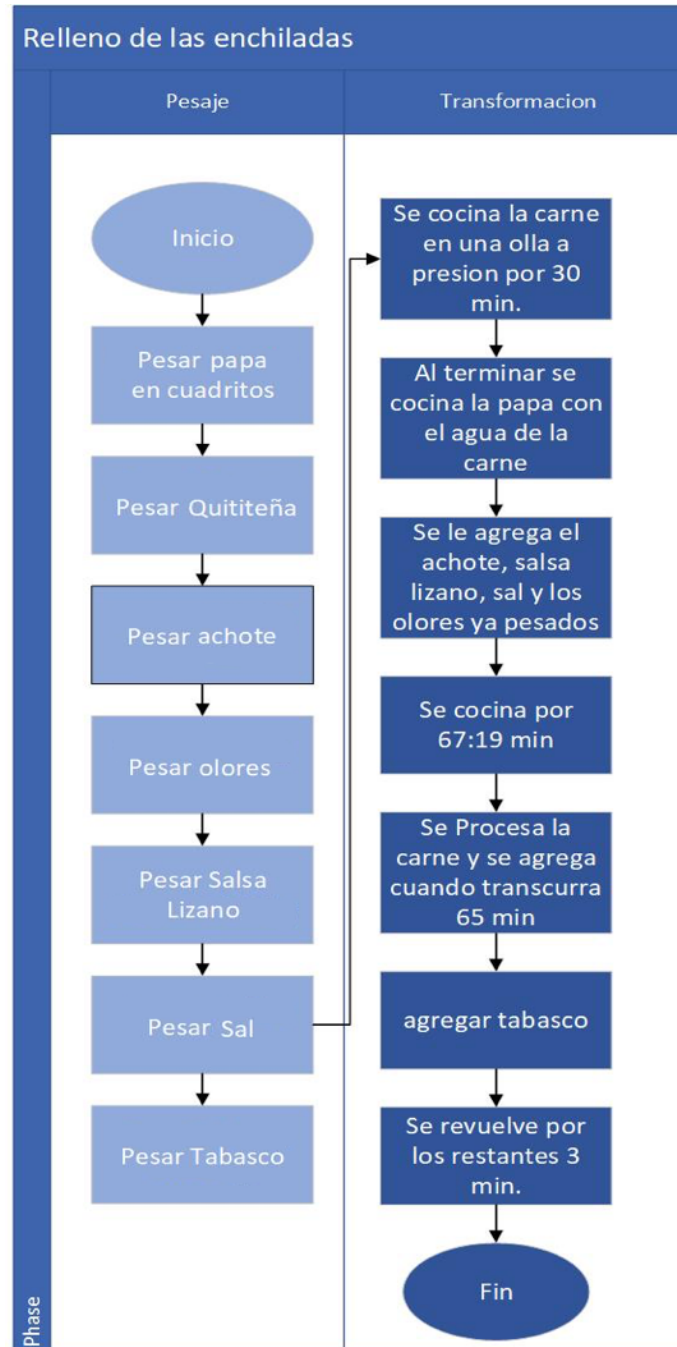 Relleno de las enchiladas
Pesaje
Transformacion
Inicio
Pesar papa
en cuadritos
Pesar Quititeña
Pesar achote
Pesar olores
Pesar Salsa
Lizano
Pesar Sal
Pesar Tabasco
Se cocina la carne
en una olla a
presion por 30
min.
Al terminar se
cocina la papa con
el agua de la
carne
Se le agrega el
achote, salsa
lizano, sal y los
olores ya pesados
Se cocina por
67:19 min
Se Procesa la
carne y se agrega
cuando transcurra
65 min
agregar tabasco
Se revuelve por
los restantes 3
min.
Fin
Phase